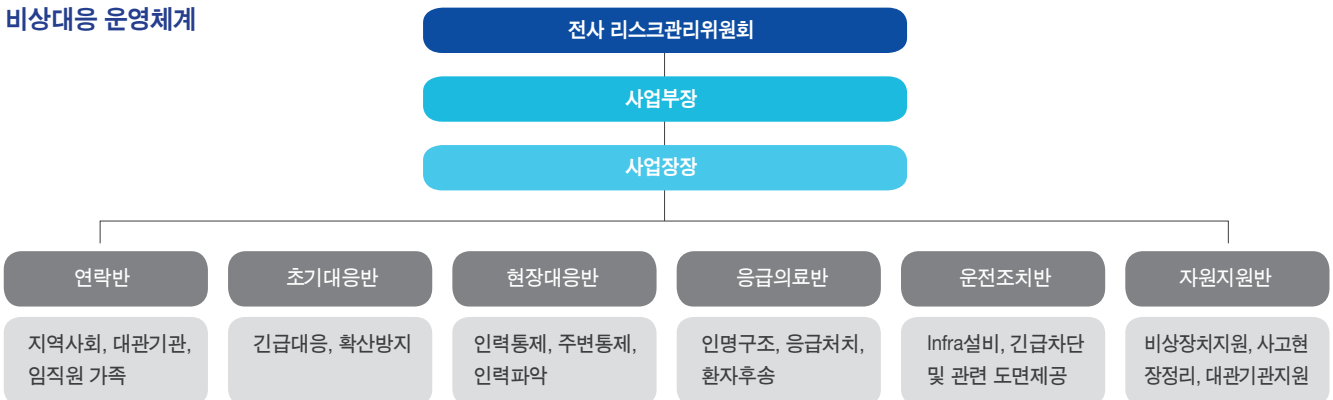 비상대응 운영체계
전사 리스크관리위원회
사업부장
사업장장
연락반
초기대응반
현장대응반
응급의료반
운전조치반
자원지원반
지역사회, 대관기관,
임직원 가족
긴급대응, 확산방지
인력통제, 주변통제,
인력파악
인명구조, 응급처치,
환자후송
Infra설비, 긴급차단
및 관련 도면제공
비상장치지원, 사고현
장정리, 대관기관지원